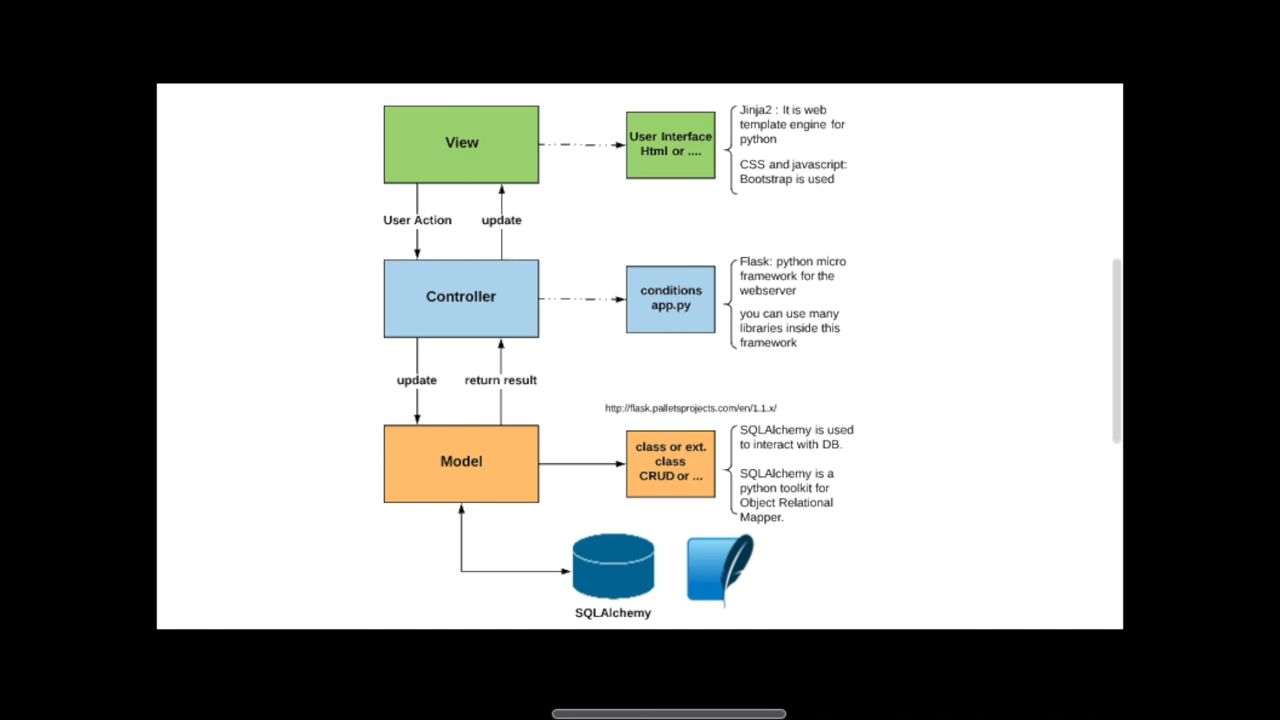 View
User Interface
Html or ....
Jinja2 : It is web
template engine for
python
CSS and javascript:
Bootstrap is used
User Action
update
Controller
conditions
app.py
Flask: python micro
framework for the
webserver
you can use many
libraries inside this
framework
update
return result
http://flask.palletsprojects.com/en/1.1.x/
Model
class or ext.
class
CRUD or ...
SQLAlchemy is used
to interact with DB.
SQLAlchemy is a
python toolkit for
Object Relational
Mapper.
SQLAlchemy